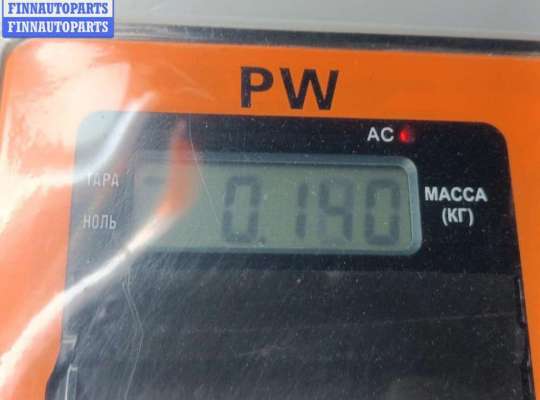 FINNAUTOPARTS
FINNAUTOPARTS
PW
AC
ТАРА
НОЛЬ
0.140
МАССА
(КГ)